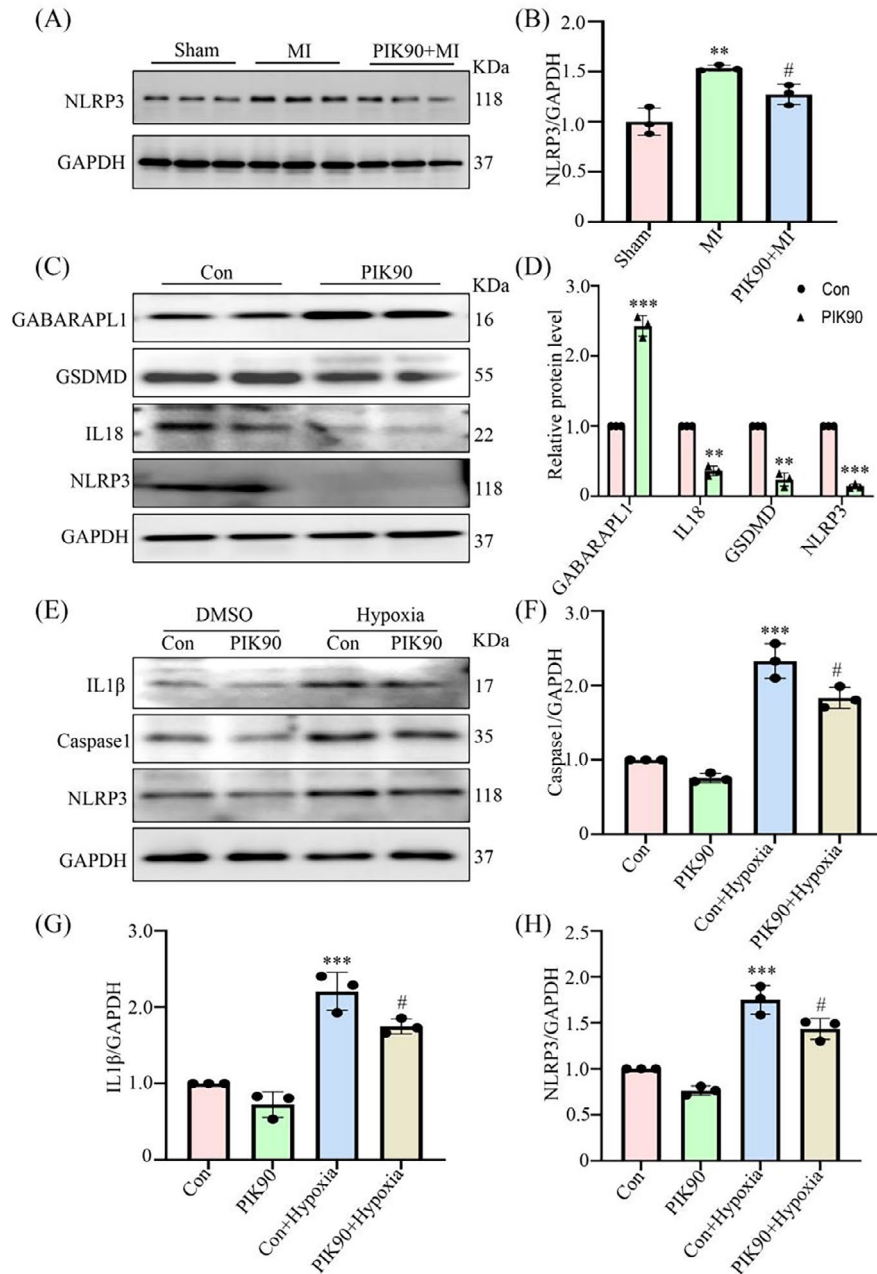 (A)
Sham MI PIK90+MI
KDa
NLRP3 118
GAPDH 37
(B)
NLRP3/GAPDH
2.0
1.5
1.0
0.5
0
**
#
Sham MI PIK90+MI
(C)
Con PIK90
KDa
GABARAPL1 16
GSDMD 55
IL18 22
NLRP3 118
GAPDH 37
(D)
Relative protein level
3.0
2.0
1.0
0
Con
PIK90
*** ** ** ***
GABARAPL1 IL18 GSDMD NLRP3
(E)
DMSO Hypoxia
Con PIK90 Con PIK90 KDa
IL1β 17
Caspase1 35
NLRP3 118
GAPDH 37
(F)
Caspase1/GAPDH
3.0
2.0
1.0
0
***
#
Con PIK90 Con+Hypoxia PIK90+Hypoxia
(G)
IL1β/GAPDH
3.0
2.0
1.0
0
***
#
Con PIK90 Con+Hypoxia PIK90+Hypoxia
(H)
NLRP3/GAPDH
2.5
2.0
1.5
1.0
0.5
0
***
#
Con PIK90 Con+Hypoxia PIK90+Hypoxia